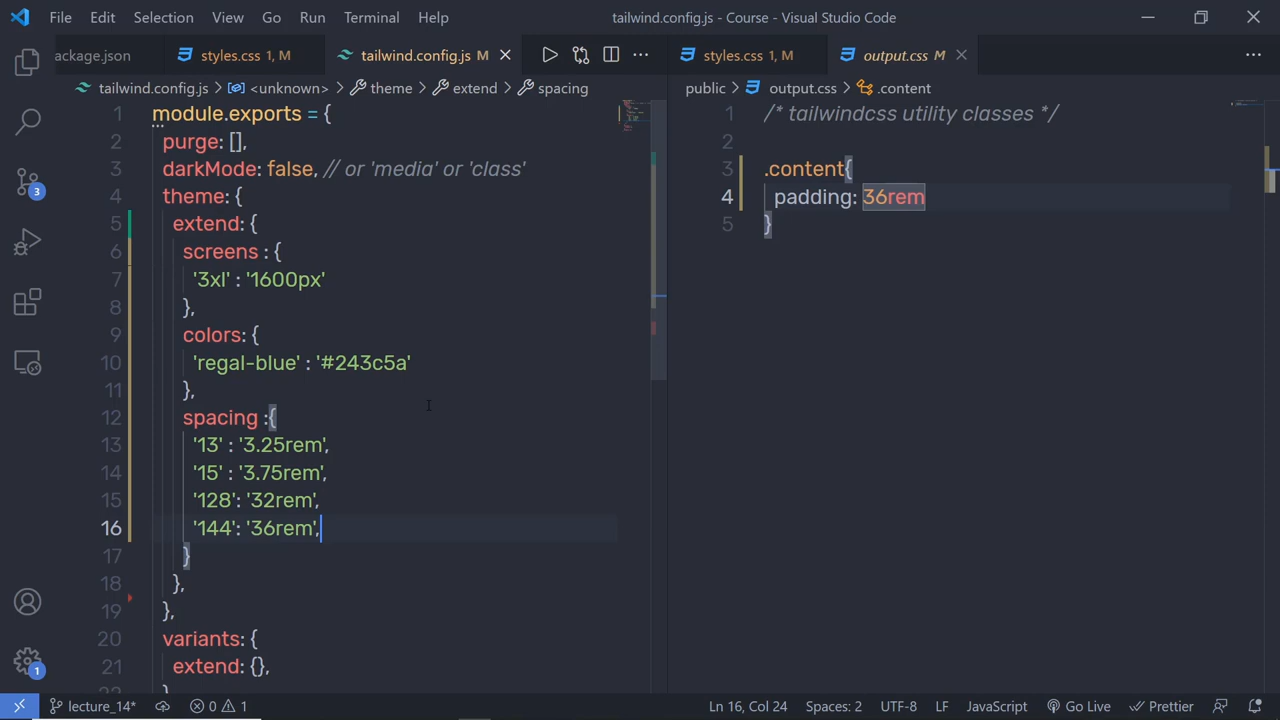 File Edit Selection View Go Run Terminal Help tailwind.config.js - Course - Visual Studio Code
ackage.json styles.css 1, M tailwind.config.js M styles.css 1, M output.css M
tailwind.config.js > <unknown> > theme > extend > spacing
public > output.css > .content
1 module.exports = {
2 purge: [],
3 darkMode: false, // or 'media' or 'class'
4 theme: {
5 extend: {
6 screens : {
7 '3xl' : '1600px'
8 },
9 colors: {
10 'regal-blue' : '#243c5a'
11 },
12 spacing :{
13 '13' : '3.25rem',
14 '15' : '3.75rem',
15 '128': '32rem',
16 '144': '36rem',
17 }
18 },
19 },
20 variants: {
21 extend: {},
22 }
1 /* tailwindcss utility classes */
2
3 .content{
4 padding: 36rem
5 }
3
1
lecture_14* 0 1 Ln 16, Col 24 Spaces: 2 UTF-8 LF JavaScript Go Live Prettier